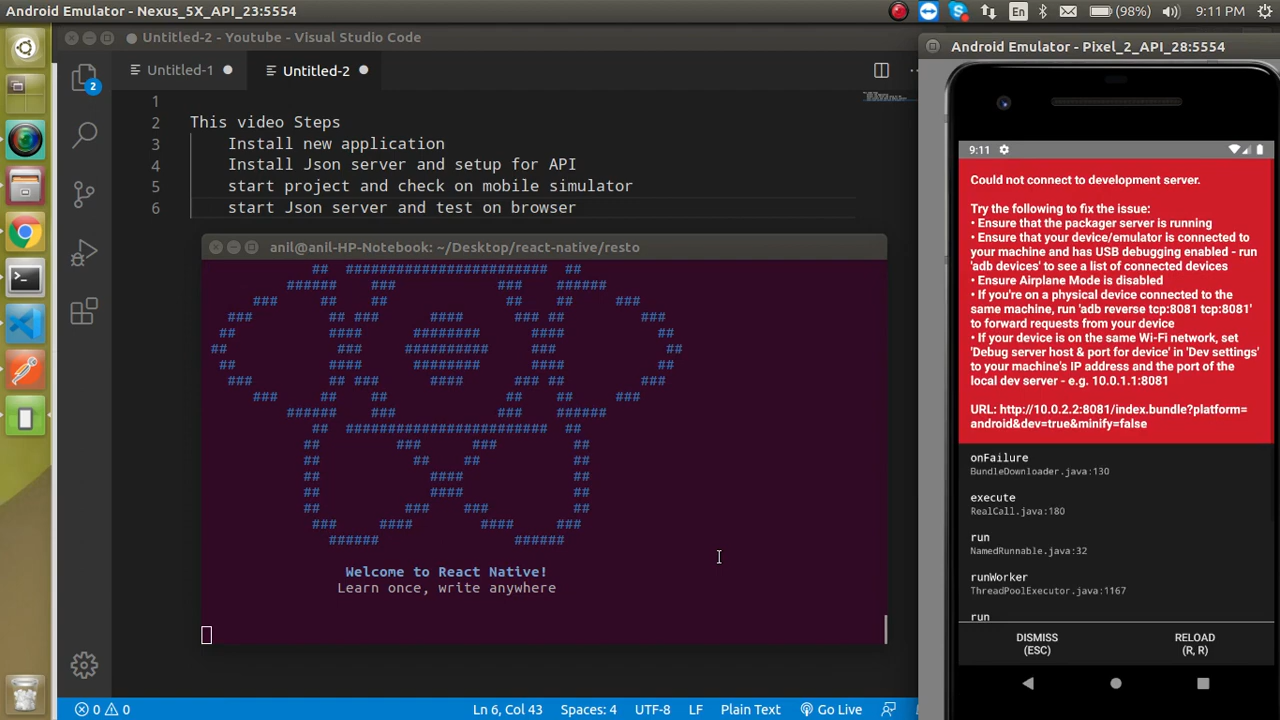 Android Emulator - Nexus_5X_API_23:5554
En
(98%)
9:11 PM
Untitled-2 - Youtube - Visual Studio Code
Untitled-1
Untitled-2
2
1
2 This video Steps
3 Install new application
4 Install Json server and setup for API
5 start project and check on mobile simulator
6 start Json server and test on browser
anil@anil-HP-Notebook: ~/Desktop/react-native/resto
## ######################## ##
###### ### ### ######
### ## ## ## ## ###
### ## ### #### ### ## ###
## #### ######## #### ##
## ### ########## ### ##
## #### ######## #### ##
### ## ### #### ### ## ###
### ## ## ## ## ###
###### ### ### ######
## ######################## ##
## ### ### ##
## ## ## ##
## #### ##
## #### ##
## ### ### ##
### #### #### ###
###### ######
Welcome to React Native!
Learn once, write anywhere
0 0
Ln 6, Col 43
Spaces: 4
UTF-8
LF
Plain Text
Go Live
Android Emulator - Pixel_2_API_28:5554
9:11
Could not connect to development server.
Try the following to fix the issue:
• Ensure that the packager server is running
• Ensure that your device/emulator is connected to
your machine and has USB debugging enabled - run
'adb devices' to see a list of connected devices
• Ensure Airplane Mode is disabled
• If you're on a physical device connected to the
same machine, run 'adb reverse tcp:8081 tcp:8081'
to forward requests from your device
• If your device is on the same Wi-Fi network, set
'Debug server host & port for device' in 'Dev settings'
to your machine's IP address and the port of the
local dev server - e.g. 10.0.1.1:8081
URL: http://10.0.2.2:8081/index.bundle?platform=
android&dev=true&minify=false
onFailure
BundleDownloader.java:130
execute
RealCall.java:180
run
NamedRunnable.java:32
runWorker
ThreadPoolExecutor.java:1167
run
DISMISS
(ESC)
RELOAD
(R, R)